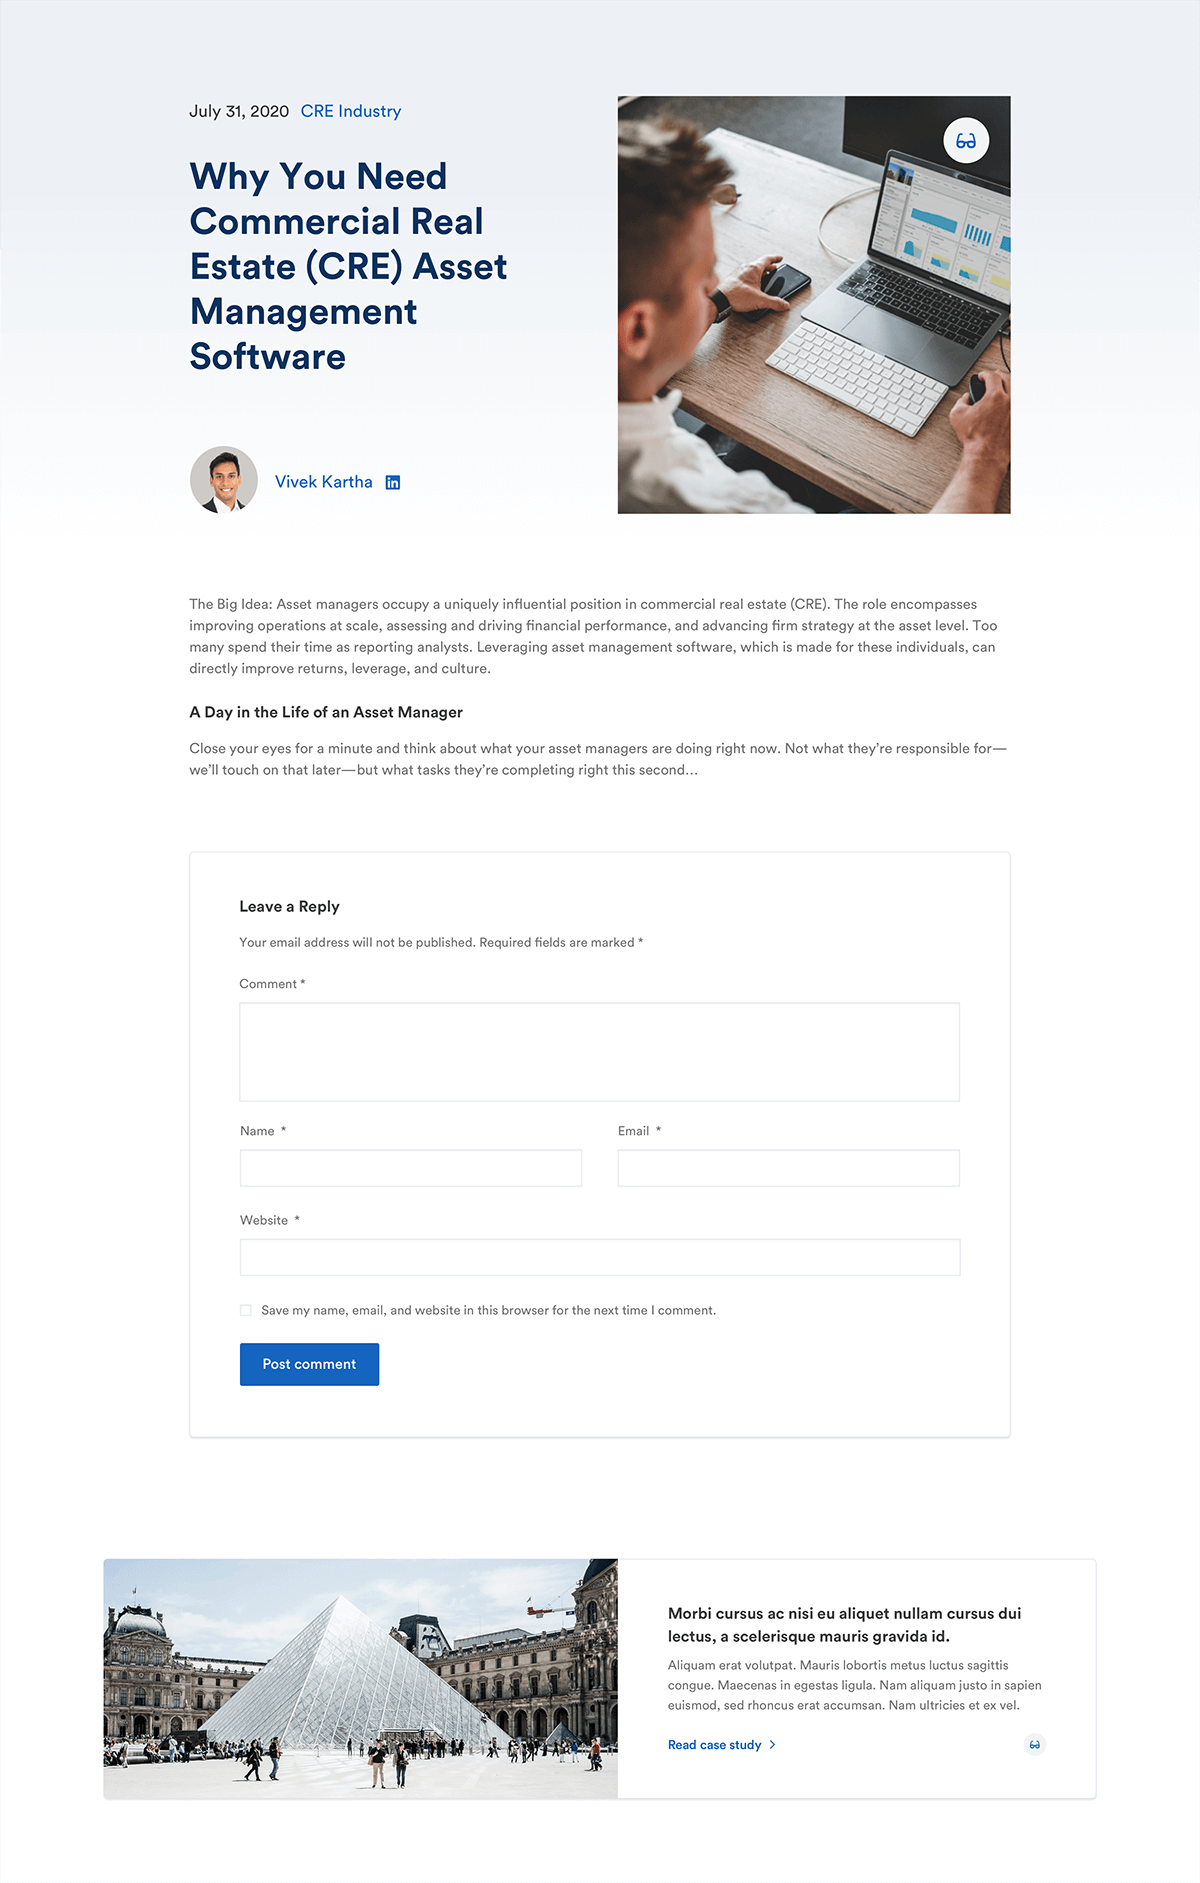 July 31, 2020 CRE Industry
Why You Need
Commercial Real
Estate (CRE) Asset
Management
Software
Vivek Kartha in
The Big Idea: Asset managers occupy a uniquely influential position in commercial real estate (CRE). The role encompasses
improving operations at scale, assessing and driving financial performance, and advancing firm strategy at the asset level. Too
many spend their time as reporting analysts. Leveraging asset management software, which is made for these individuals, can
directly improve returns, leverage, and culture.
A Day in the Life of an Asset Manager
Close your eyes for a minute and think about what your asset managers are doing right now. Not what they’re responsible for—
we’ll touch on that later—but what tasks they’re completing right this second…
Leave a Reply
Your email address will not be published. Required fields are marked *
Comment *
Name *
Email *
Website *
Save my name, email, and website in this browser for the next time I comment.
Post comment
Morbi cursus ac nisi eu aliquet nullam cursus dui
lectus, a scelerisque mauris gravida id.
Aliquam erat volutpat. Mauris lobortis metus luctus sagittis
congue. Maecenas in egestas ligula. Nam aliquam justo in sapien
euismod, sed rhoncus erat accumsan. Nam ultricies et ex vel.
Read case study >